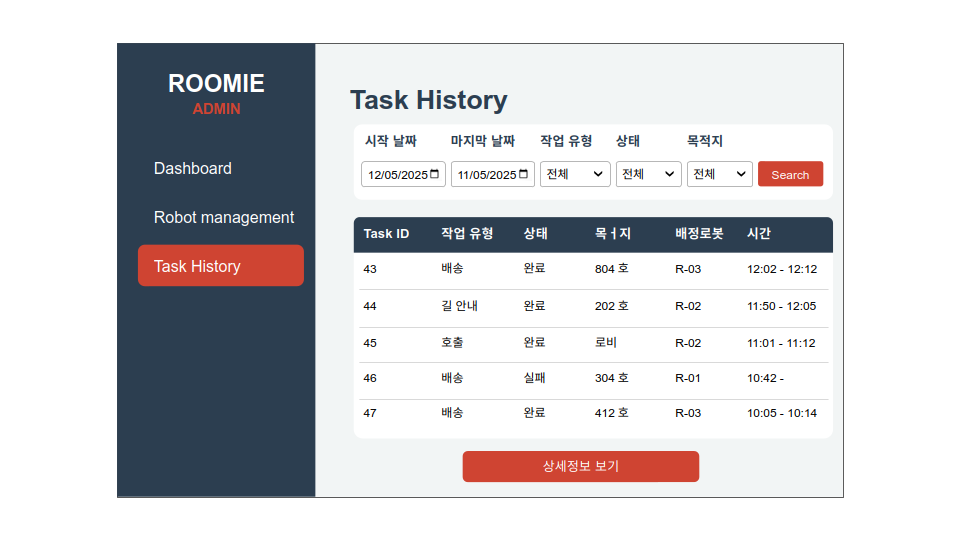 ROOMIE
ADMIN
Dashboard
Robot management
Task History
Task History
시작 날짜 마지막 날짜 작업 유형 상태 목적지
12/05/2025 11/05/2025 전체 전체 전체 Search
Task ID 작업 유형 상태 목ㅓ지 배정로봇 시간
43 배송 완료 804 호 R-03 12:02 - 12:12
44 길 안내 완료 202 호 R-02 11:50 - 12:05
45 호출 완료 로비 R-02 11:01 - 11:12
46 배송 실패 304 호 R-01 10:42 -
47 배송 완료 412 호 R-03 10:05 - 10:14
상세정보 보기